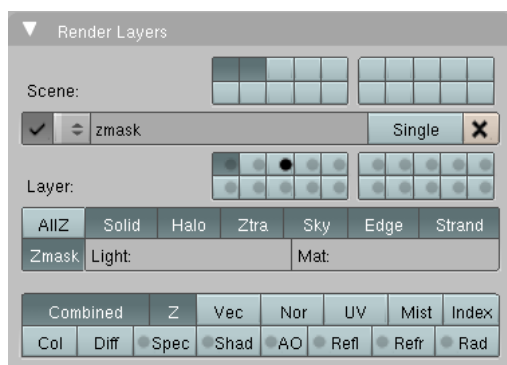 Render Layers
Scene:
zmask Single
Layer:
AllZ Solid Halo Ztra Sky Edge Strand
Zmask Light: Mat:
Combined Z Vec Nor UV Mist Index
Col Diff Spec Shad AO Refl Refr Rad